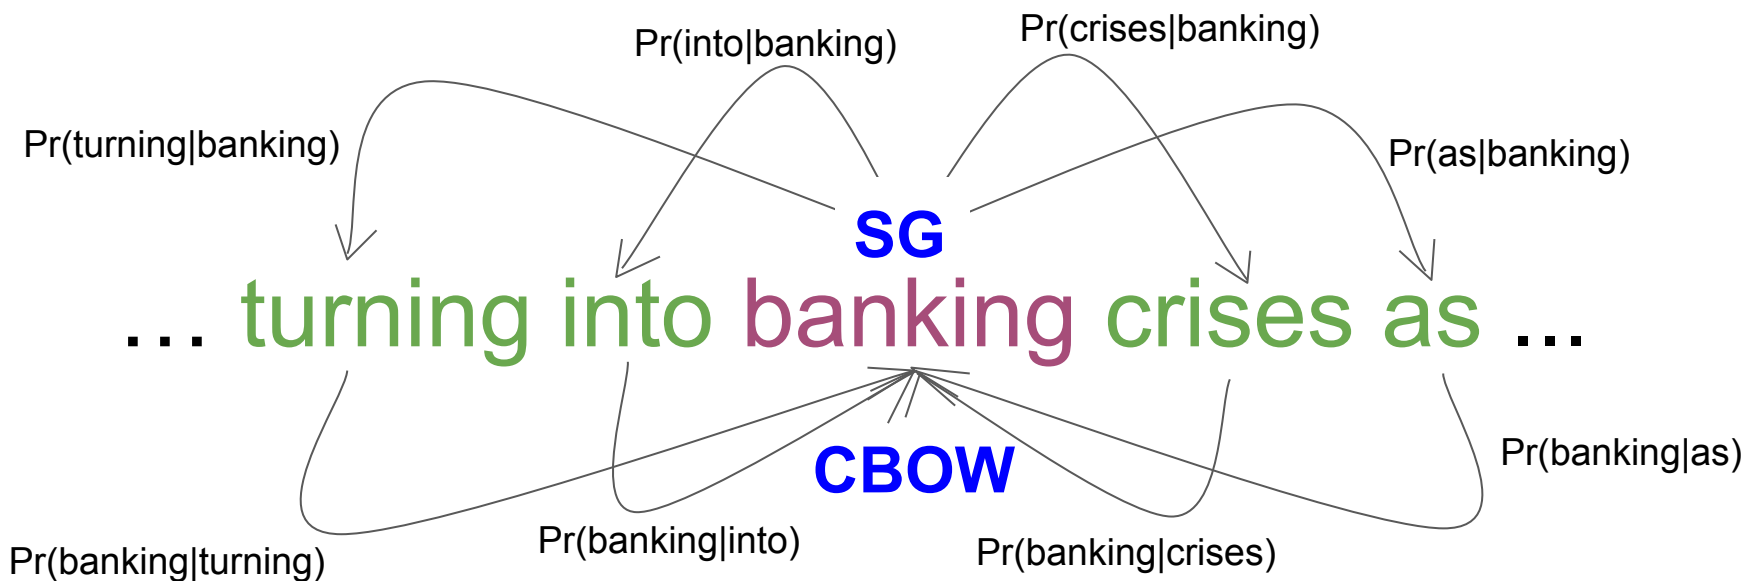 Pr(into|banking) Pr(crises|banking)
Pr(turning|banking) Pr(as|banking)
SG
... turning into banking crises as ...
CBOW
Pr(banking|as)
Pr(banking|turning) Pr(banking|into) Pr(banking|crises)